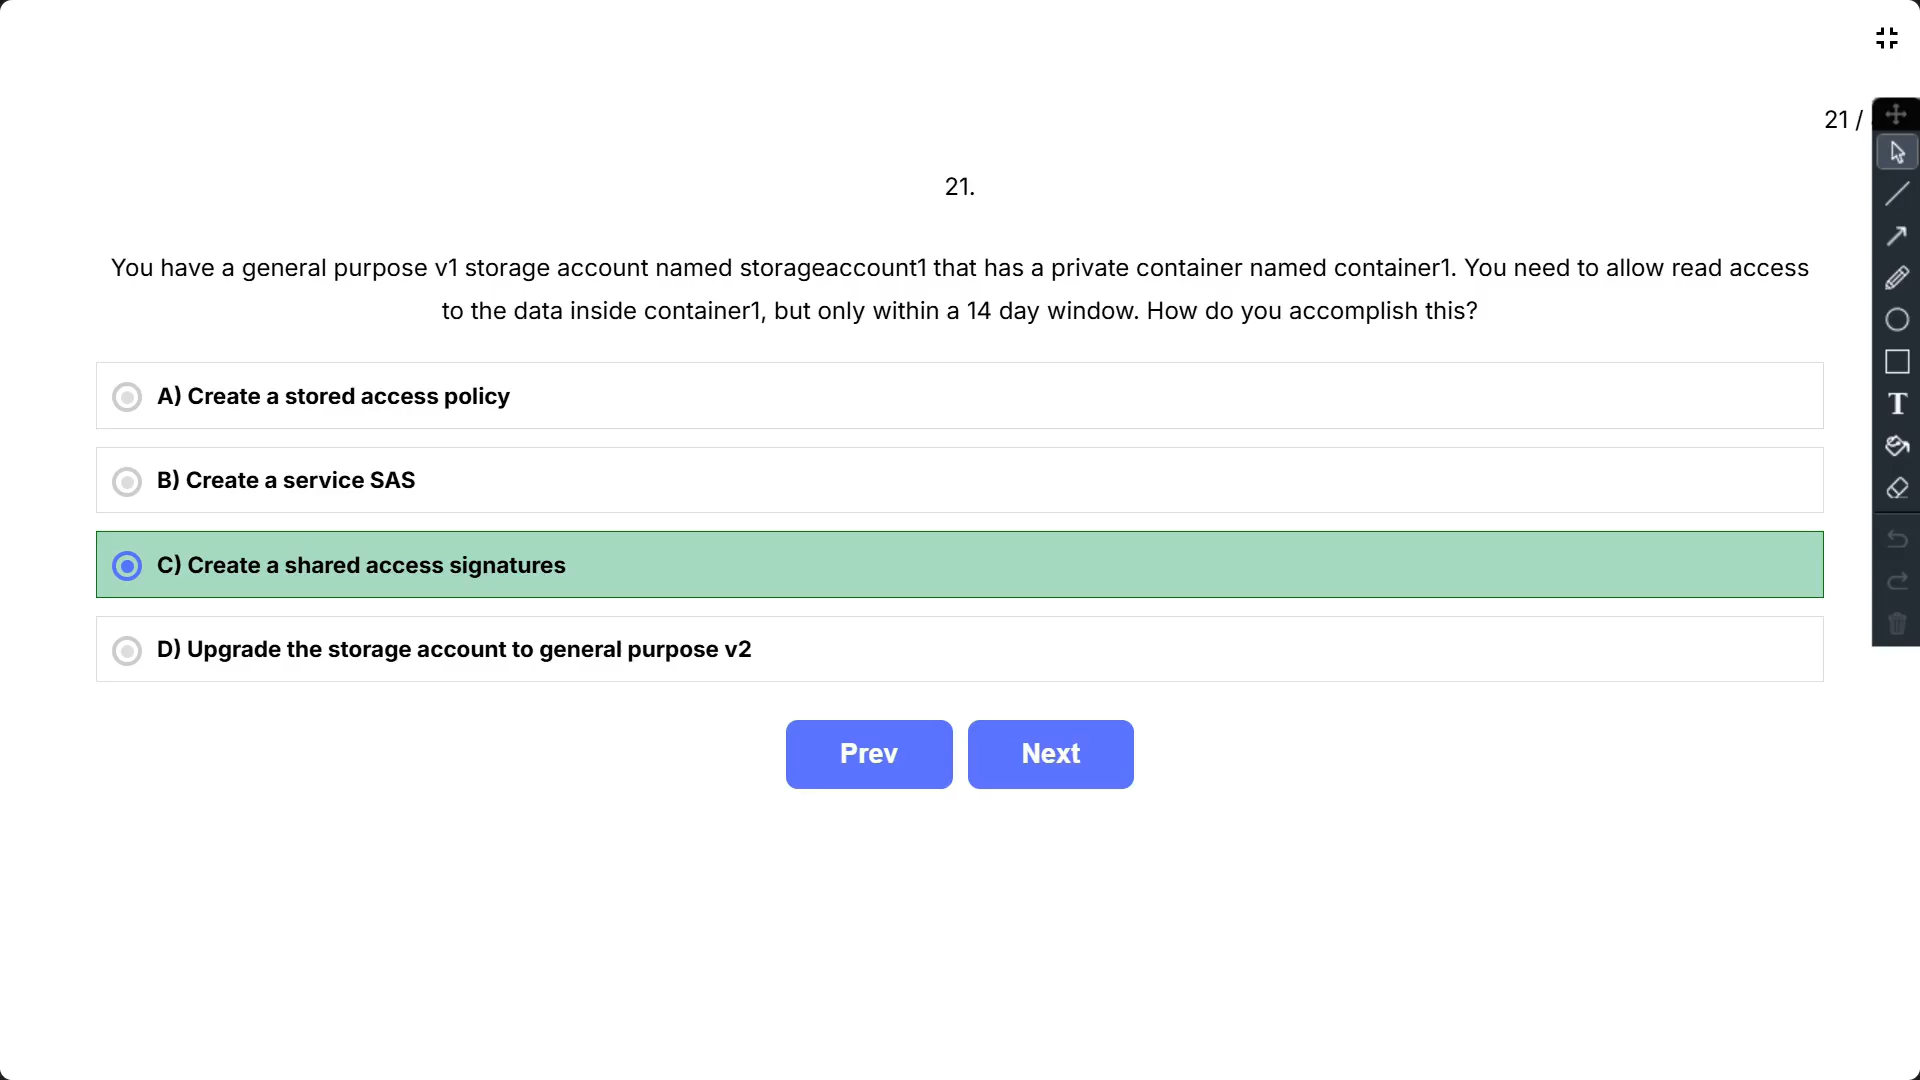 21 /
21.
You have a general purpose v1 storage account named storageaccount1 that has a private container named container1. You need to allow read access
to the data inside container1, but only within a 14 day window. How do you accomplish this?
A) Create a stored access policy
B) Create a service SAS
C) Create a shared access signatures
D) Upgrade the storage account to general purpose v2
Prev
Next
T